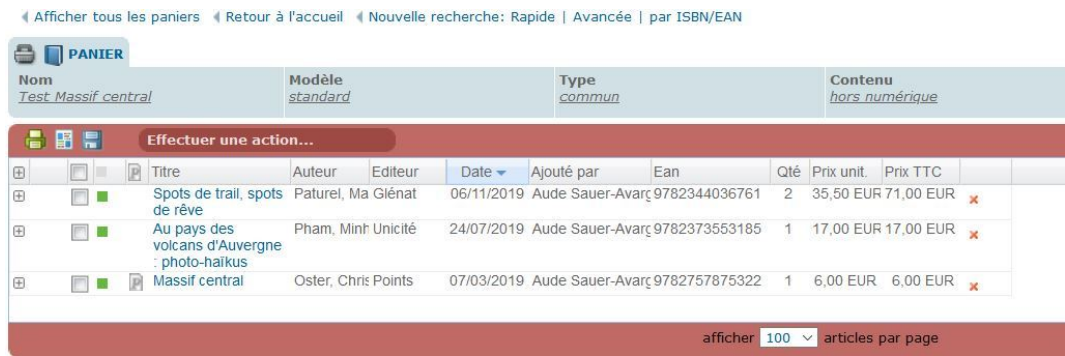 Afficher tous les paniers Retour à l'accueil Nouvelle recherche: Rapide | Avancée | par ISBN/EAN
PANIER
Nom Modèle Type Contenu
Test Massif central standard commun hors numérique
Effectuer une action...
P Titre Auteur Editeur Date Ajouté par Ean Qté Prix unit. Prix TTC
Spots de trail, spots Paturel, Ma Glénat 06/11/2019 Aude Sauer-Avarg 9782344036761 2 35,50 EUR 71,00 EUR
de rêve
Au pays des Pham, Minh Unicité 24/07/2019 Aude Sauer-Avarg 9782373553185 1 17,00 EUR 17,00 EUR
volcans d'Auvergne
: photo-haïkus
P Massif central Oster, Chris Points 07/03/2019 Aude Sauer-Avarg 9782757875322 1 6,00 EUR 6,00 EUR
afficher 100 articles par page